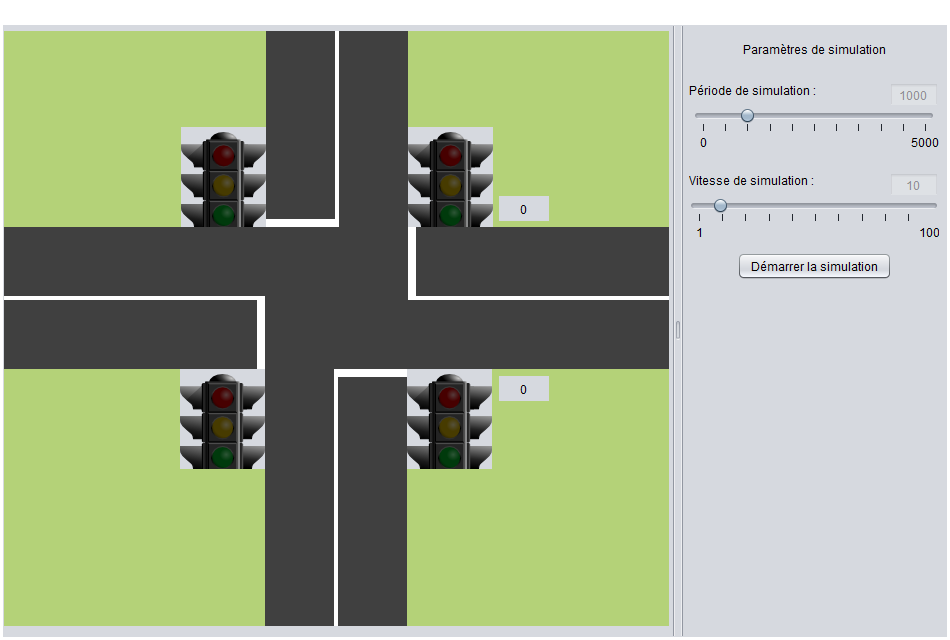 Paramètres de simulation
Période de simulation :
1000
0
5000
0
Vitesse de simulation :
10
1
100
Démarrer la simulation
0